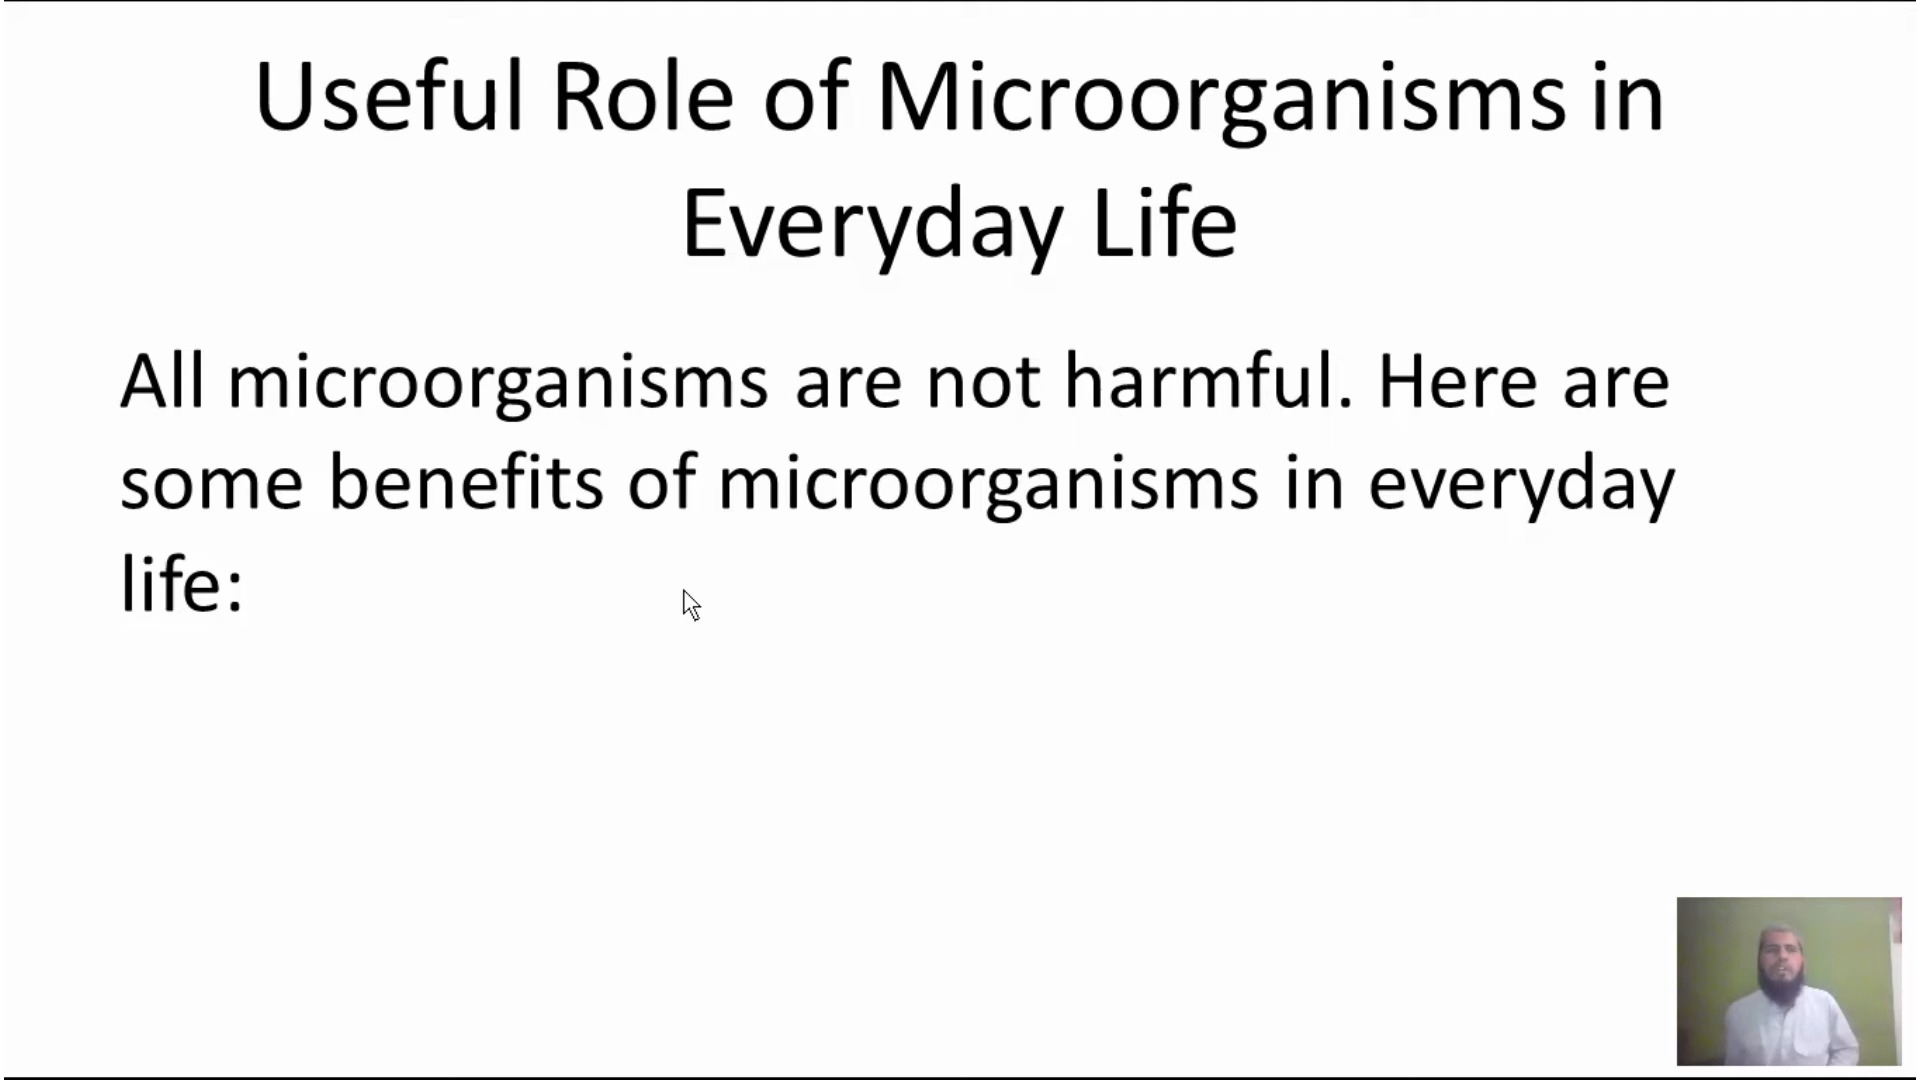 Useful Role of Microorganisms in
Everyday Life
All microorganisms are not harmful. Here are
some benefits of microorganisms in everyday
life: